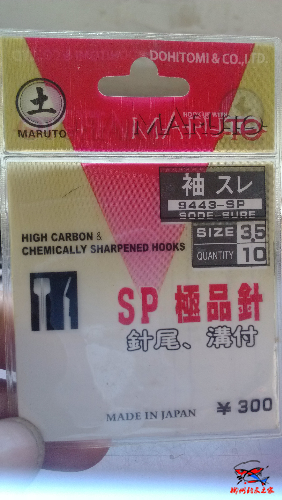 DOHITOMI & CO., LTD.
土
MARUTO
MARUTO
袖 スレ
9443-SP
SODE-SURE
HIGH CARBON &
CHEMICALLY SHARPENED HOOKS
SIZE 3.5
QUANTITY 10
SP 極品針
針尾、溝付
MADE IN JAPAN
¥ 300